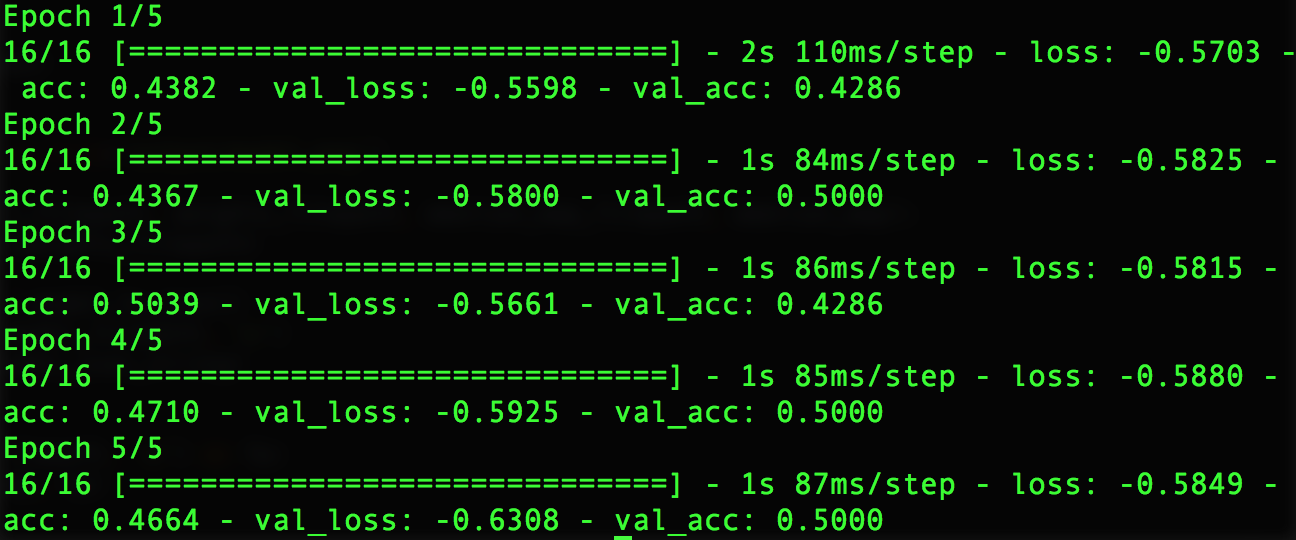 Epoch 1/5
16/16 [==============================] - 2s 110ms/step - loss: -0.5703 -
acc: 0.4382 - val_loss: -0.5598 - val_acc: 0.4286
Epoch 2/5
16/16 [==============================] - 1s 84ms/step - loss: -0.5825 -
acc: 0.4367 - val_loss: -0.5800 - val_acc: 0.5000
Epoch 3/5
16/16 [==============================] - 1s 86ms/step - loss: -0.5815 -
acc: 0.5039 - val_loss: -0.5661 - val_acc: 0.4286
Epoch 4/5
16/16 [==============================] - 1s 85ms/step - loss: -0.5880 -
acc: 0.4710 - val_loss: -0.5925 - val_acc: 0.5000
Epoch 5/5
16/16 [==============================] - 1s 87ms/step - loss: -0.5849 -
acc: 0.4664 - val_loss: -0.6308 - val_acc: 0.5000